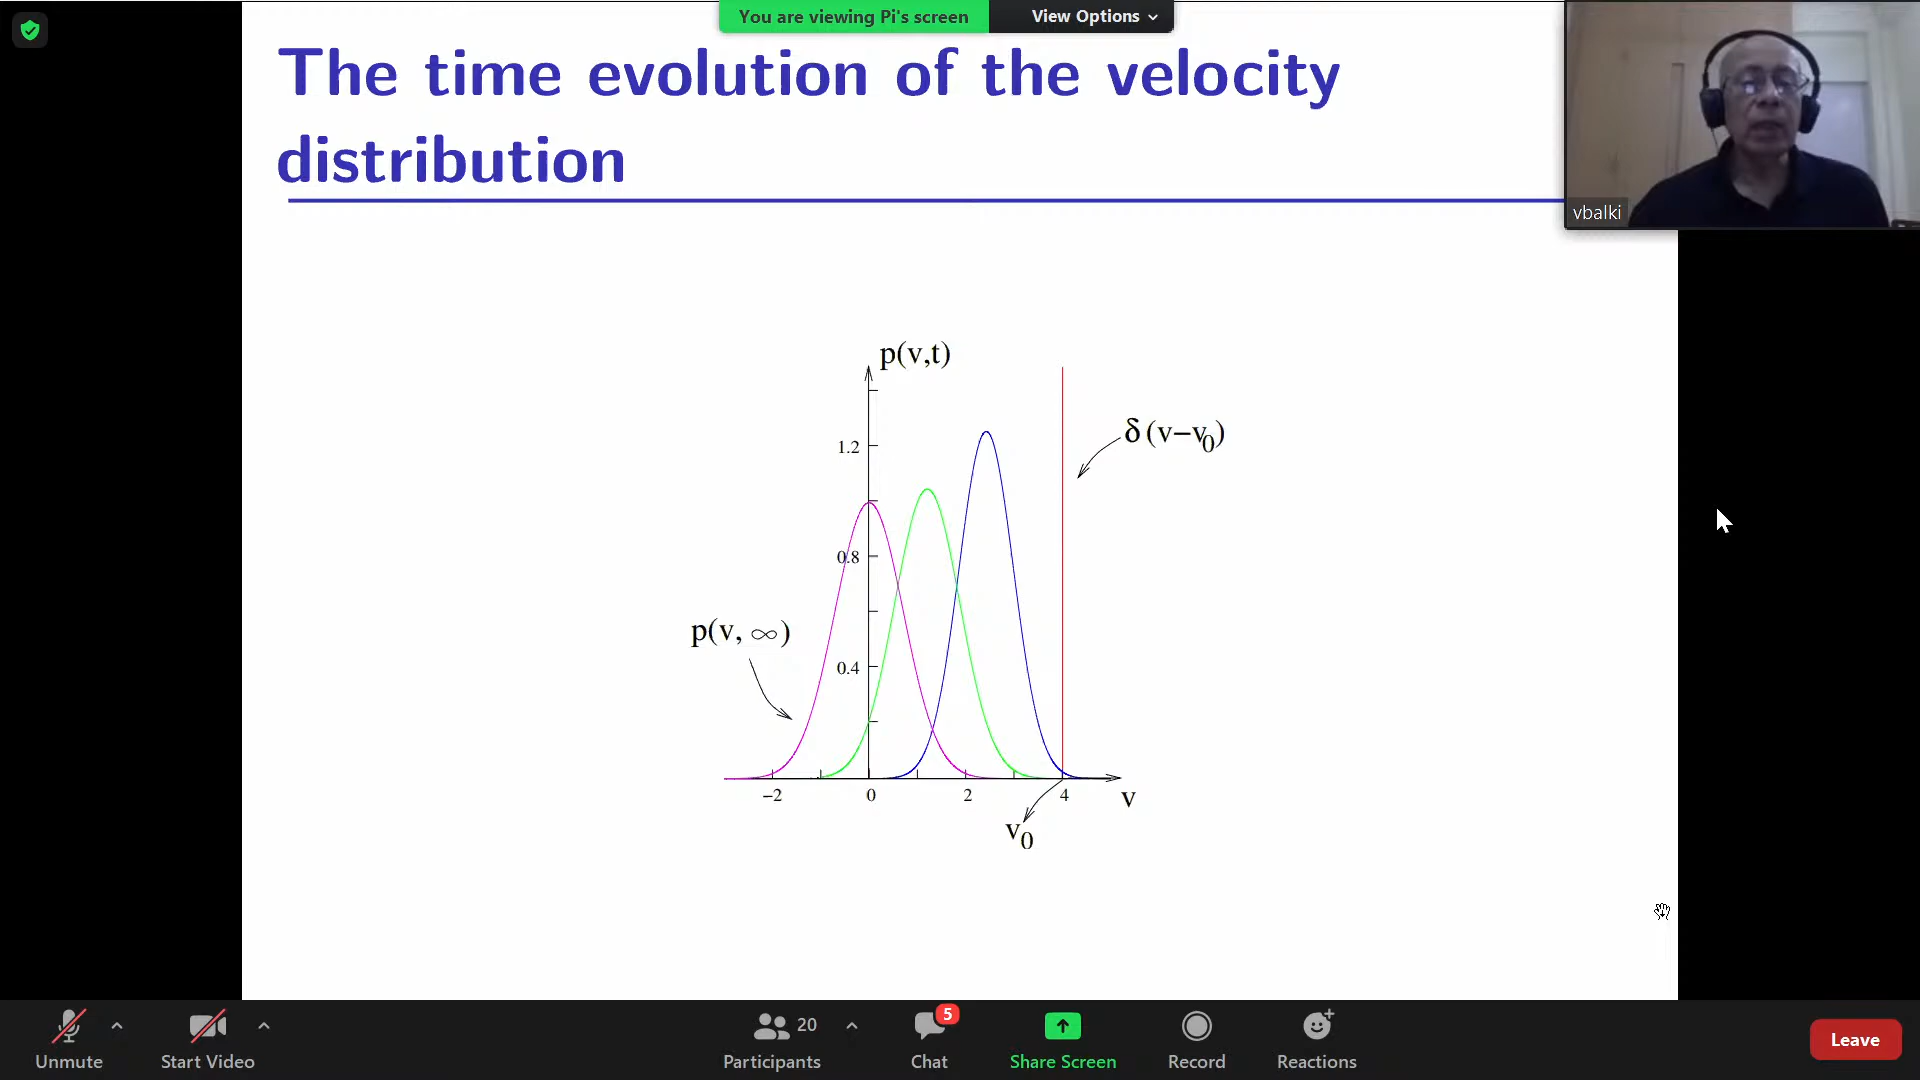 You are viewing Pi's screen View Options
The time evolution of the velocity
distribution
vbalki
p(v,t)
δ(v−v0)
1.2
0.8
p(v, ∞)
0.4
−2 0 2 4 v
v0
20 5
Unmute Start Video Participants Chat Share Screen Record Reactions Leave